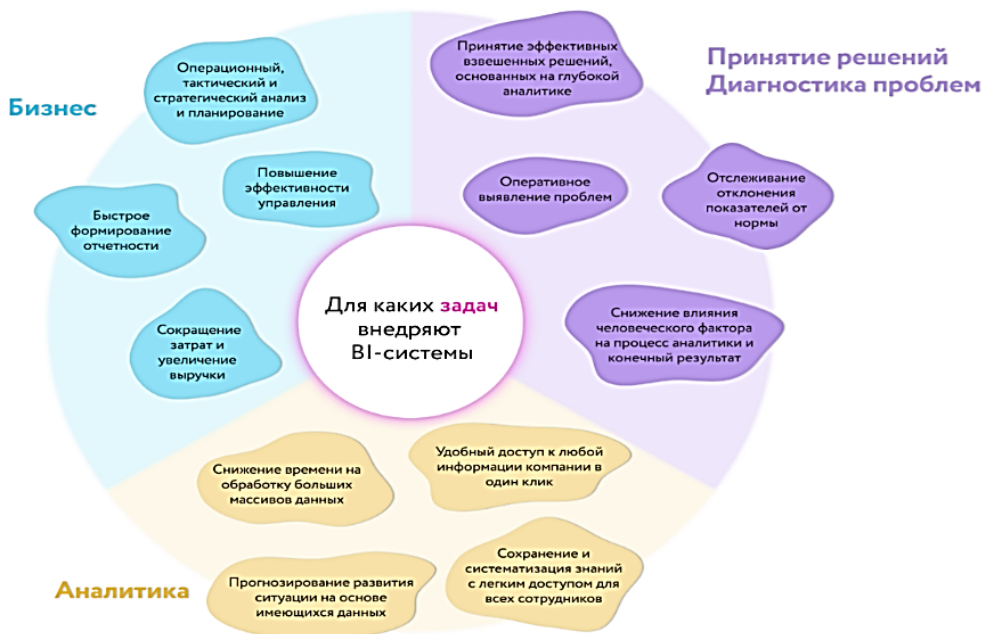 Бизнес
Операционный,
тактический и
стратегический анализ
и планирование
Повышение
эффективности
управления
Быстрое
формирование
отчетности
Сокращение
затрат и
увеличение
выручки
Принятие решений
Диагностика проблем
Принятие эффективных
взвешенных решений,
основанных на глубокой
аналитике
Оперативное
выявление проблем
Отслеживание
отклонения
показателей от
нормы
Снижение влияния
человеческого фактора
на процесс аналитики и
конечный результат
Для каких задач
внедряют
BI-системы
Аналитика
Снижение времени на
обработку больших
массивов данных
Удобный доступ к любой
информации компании в
один клик
Прогнозирование развития
ситуации на основе
имеющихся данных
Сохранение и
систематизация знаний
с легким доступом для
всех сотрудников